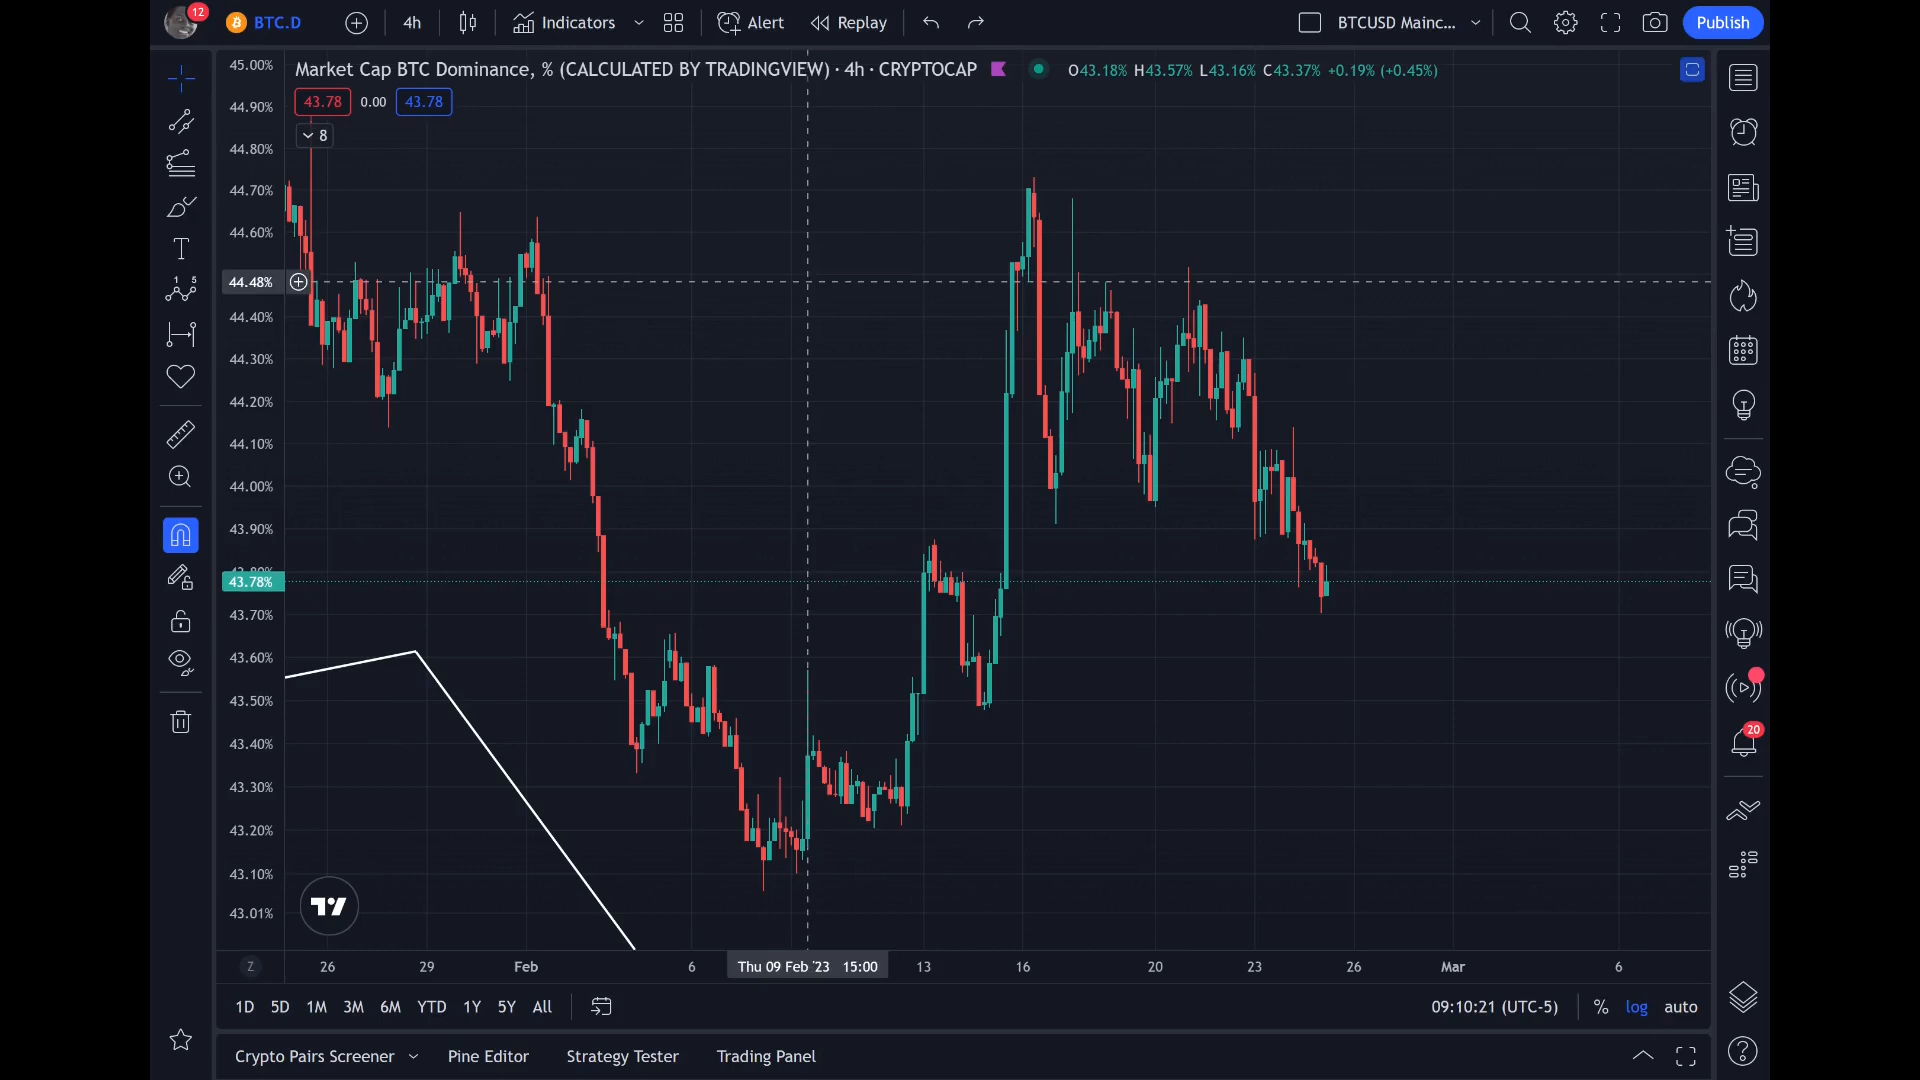 12
BTC.D
4h
Indicators
Alert
Replay
BTCUSD Mainc...
Publish
Market Cap BTC Dominance, % (CALCULATED BY TRADINGVIEW) · 4h · CRYPTOCAP
O43.18% H43.57% L43.16% C43.37% +0.19% (+0.45%)
43.78 0.00 43.78
8
45.00%
44.90%
44.80%
44.70%
44.60%
44.48%
44.40%
44.30%
44.20%
44.10%
44.00%
43.90%
43.80%
43.78%
43.70%
43.60%
43.50%
43.40%
43.30%
43.20%
43.10%
43.01%
T
1 5
20
Z
26 29 Feb 6 Thu 09 Feb '23 15:00 13 16 20 23 26 Mar 6
1D 5D 1M 3M 6M YTD 1Y 5Y All
09:10:21 (UTC-5) % log auto
Crypto Pairs Screener Pine Editor Strategy Tester Trading Panel